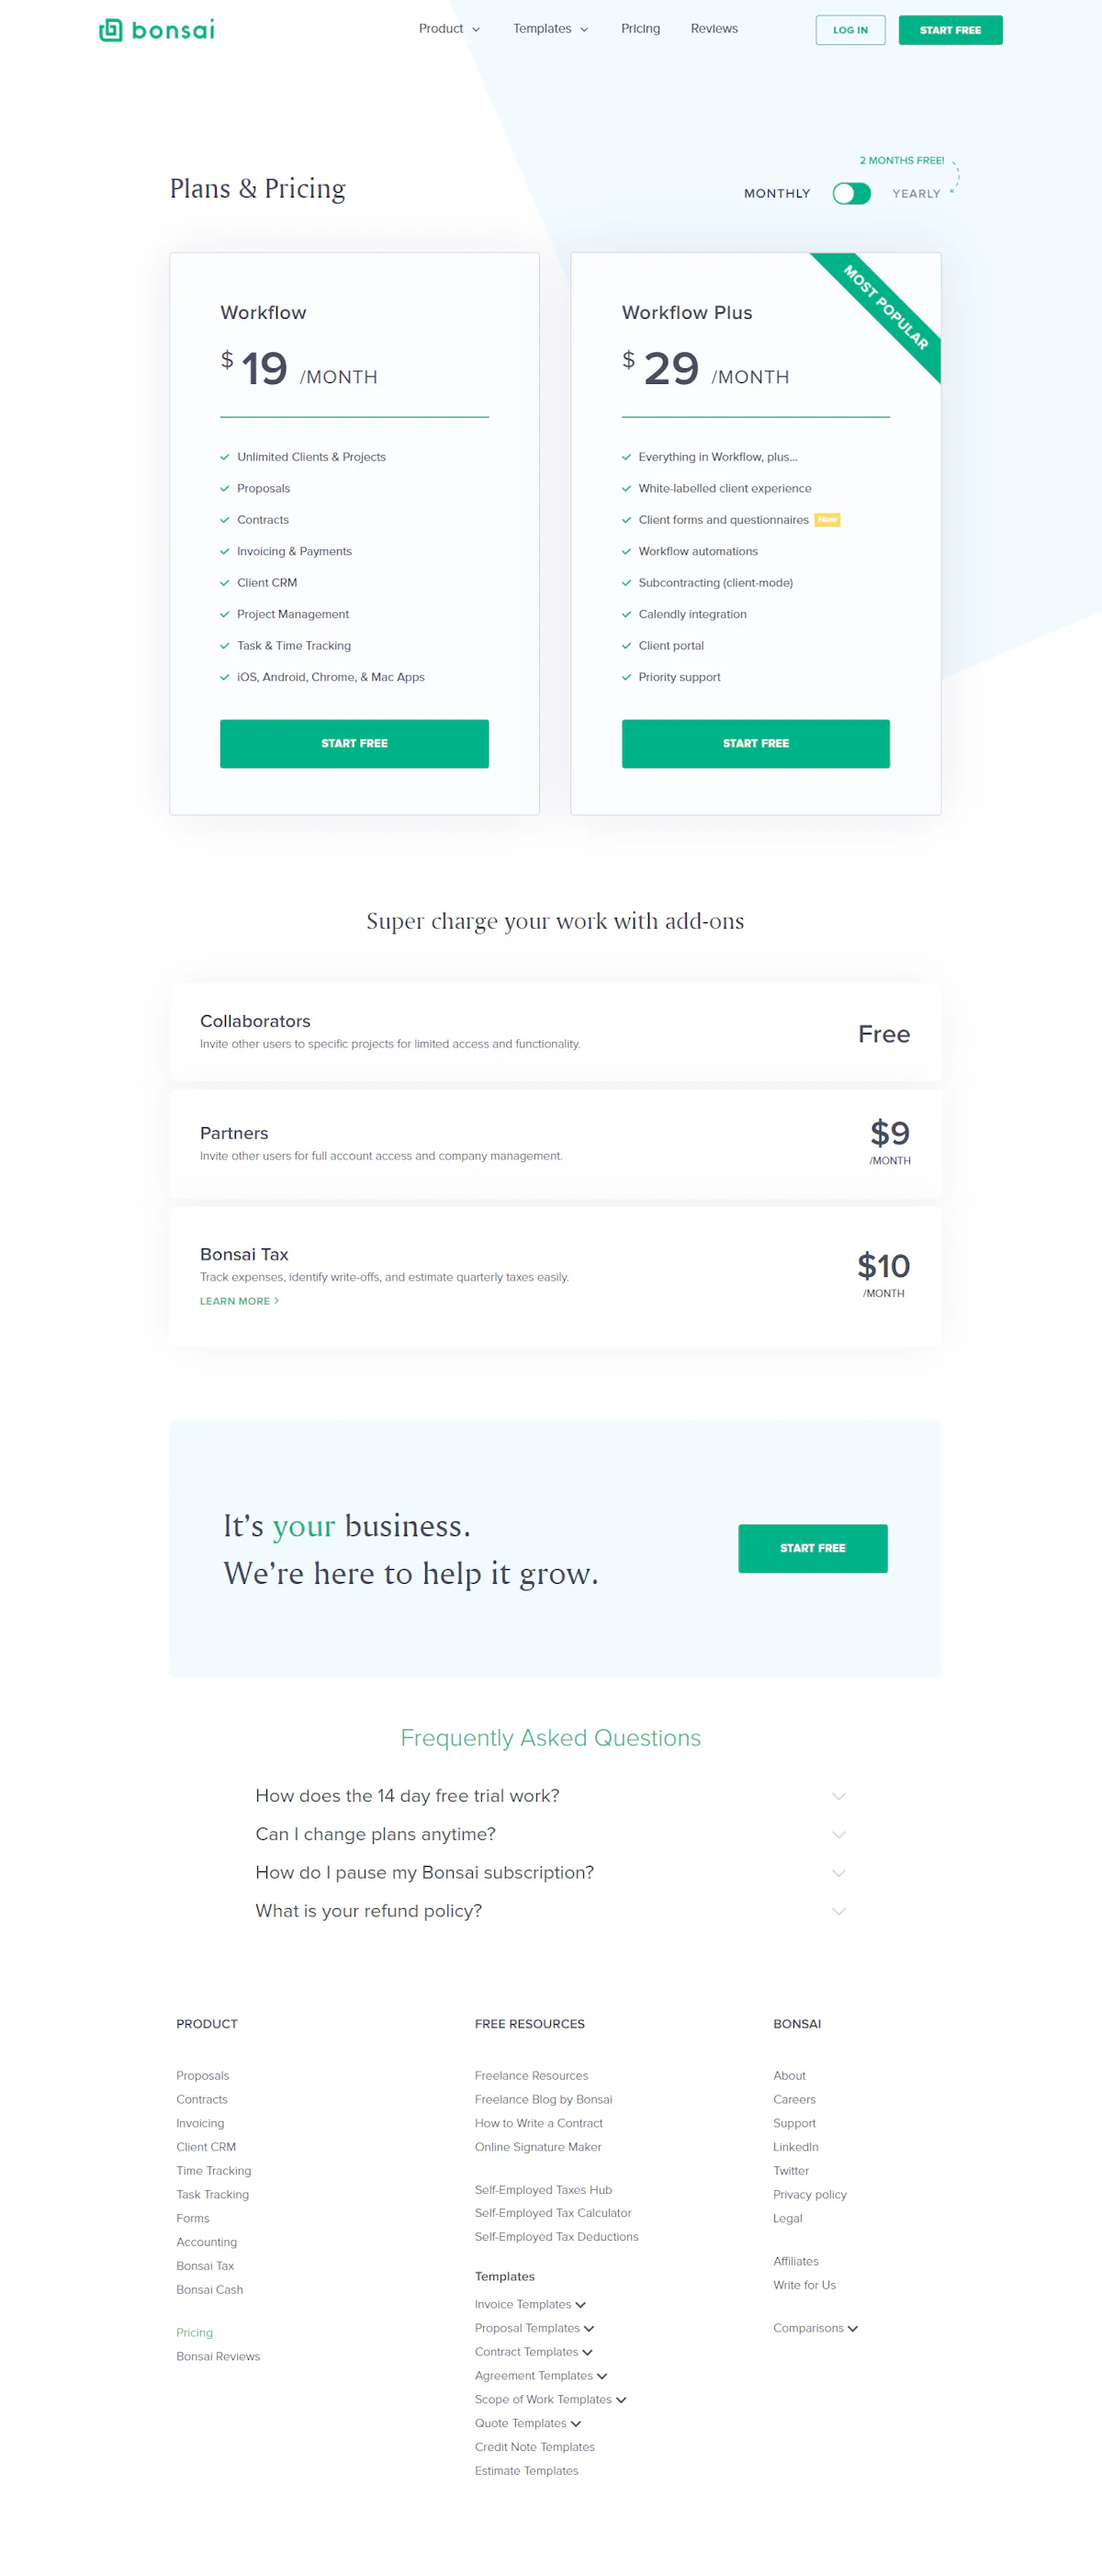 bonsai
Product
Templates
Pricing
Reviews
LOG IN
START FREE
2 MONTHS FREE!
Plans & Pricing
MONTHLY
YEARLY
Workflow
$ 19 /MONTH
Unlimited Clients & Projects
Proposals
Contracts
Invoicing & Payments
Client CRM
Project Management
Task & Time Tracking
iOS, Android, Chrome, & Mac Apps
START FREE
MOST POPULAR
Workflow Plus
$ 29 /MONTH
Everything in Workflow, plus...
White-labelled client experience
Client forms and questionnaires New
Workflow automations
Subcontracting (client-mode)
Calendly integration
Client portal
Priority support
START FREE
Super charge your work with add-ons
Collaborators
Invite other users to specific projects for limited access and functionality.
Free
Partners
Invite other users for full account access and company management.
$9
/MONTH
Bonsai Tax
Track expenses, identify write-offs, and estimate quarterly taxes easily.
LEARN MORE >
$10
/MONTH
It's your business.
We're here to help it grow.
START FREE
Frequently Asked Questions
How does the 14 day free trial work?
Can I change plans anytime?
How do I pause my Bonsai subscription?
What is your refund policy?
PRODUCT
Proposals
Contracts
Invoicing
Client CRM
Time Tracking
Task Tracking
Forms
Accounting
Bonsai Tax
Bonsai Cash
Pricing
Bonsai Reviews
FREE RESOURCES
Freelance Resources
Freelance Blog by Bonsai
How to Write a Contract
Online Signature Maker
Self-Employed Taxes Hub
Self-Employed Tax Calculator
Self-Employed Tax Deductions
Templates
Invoice Templates
Proposal Templates
Contract Templates
Agreement Templates
Scope of Work Templates
Quote Templates
Credit Note Templates
Estimate Templates
BONSAI
About
Careers
Support
LinkedIn
Twitter
Privacy policy
Legal
Affiliates
Write for Us
Comparisons